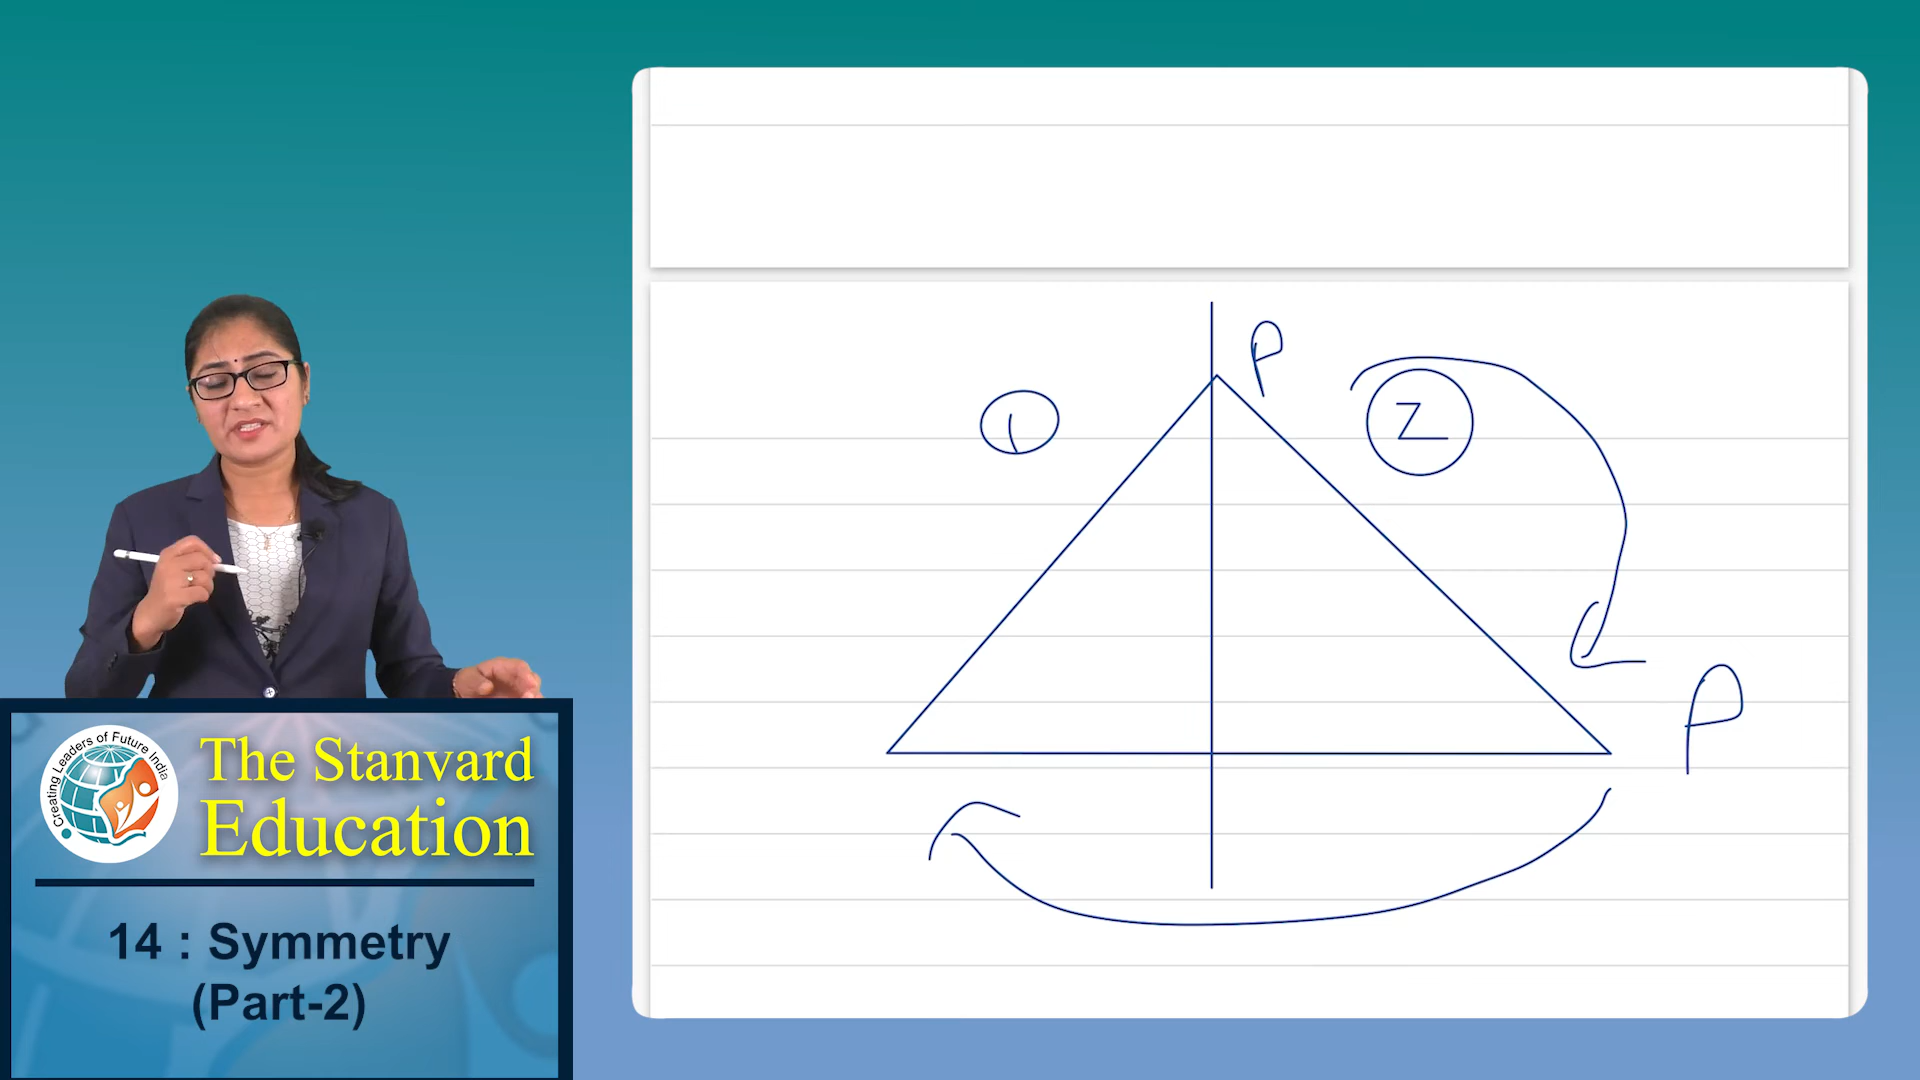 P
1
2
P
Creating Leaders of Future India
The Stanvard
Education
14 : Symmetry
(Part-2)